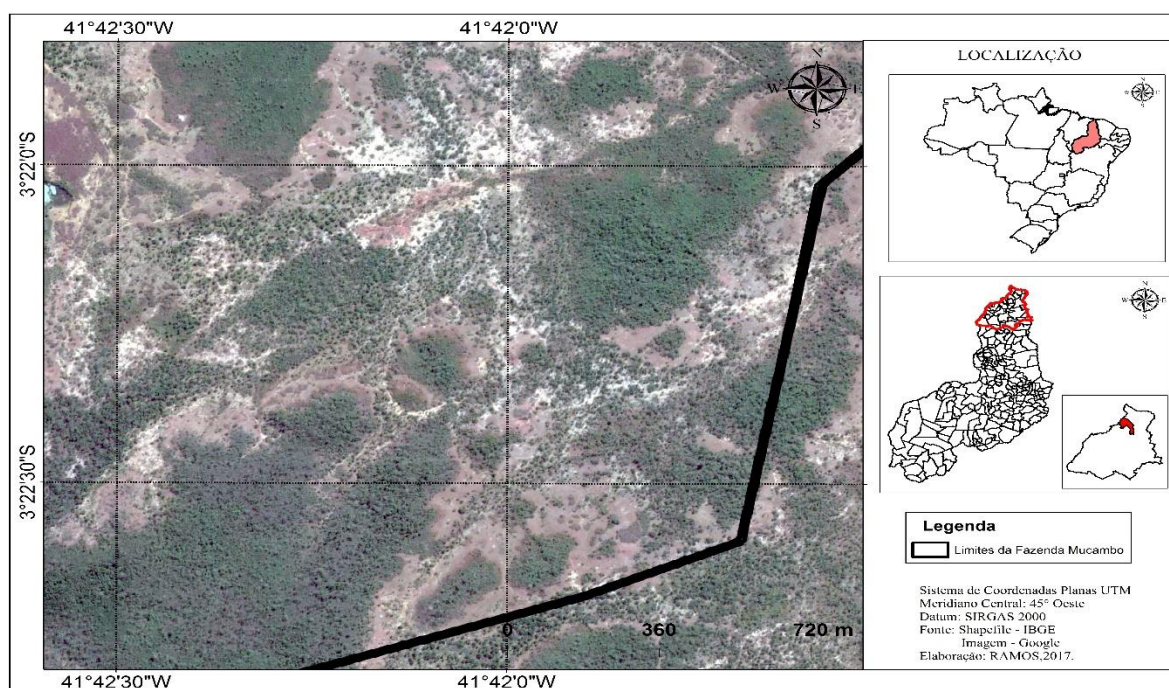 41°42'30"W 41°42'0"W
3°22'0"S
3°22'30"S
N
W E
S
0 360 720 m
41°42'30"W 41°42'0"W
LOCALIZAÇÃO
Legenda
Limites da Fazenda Mucambo
Sistema de Coordenadas Planas UTM
Meridiano Central: 45° Oeste
Datum: SIRGAS 2000
Fonte: Shapefile - IBGE
Imagem - Google
Elaboração: RAMOS,2017.